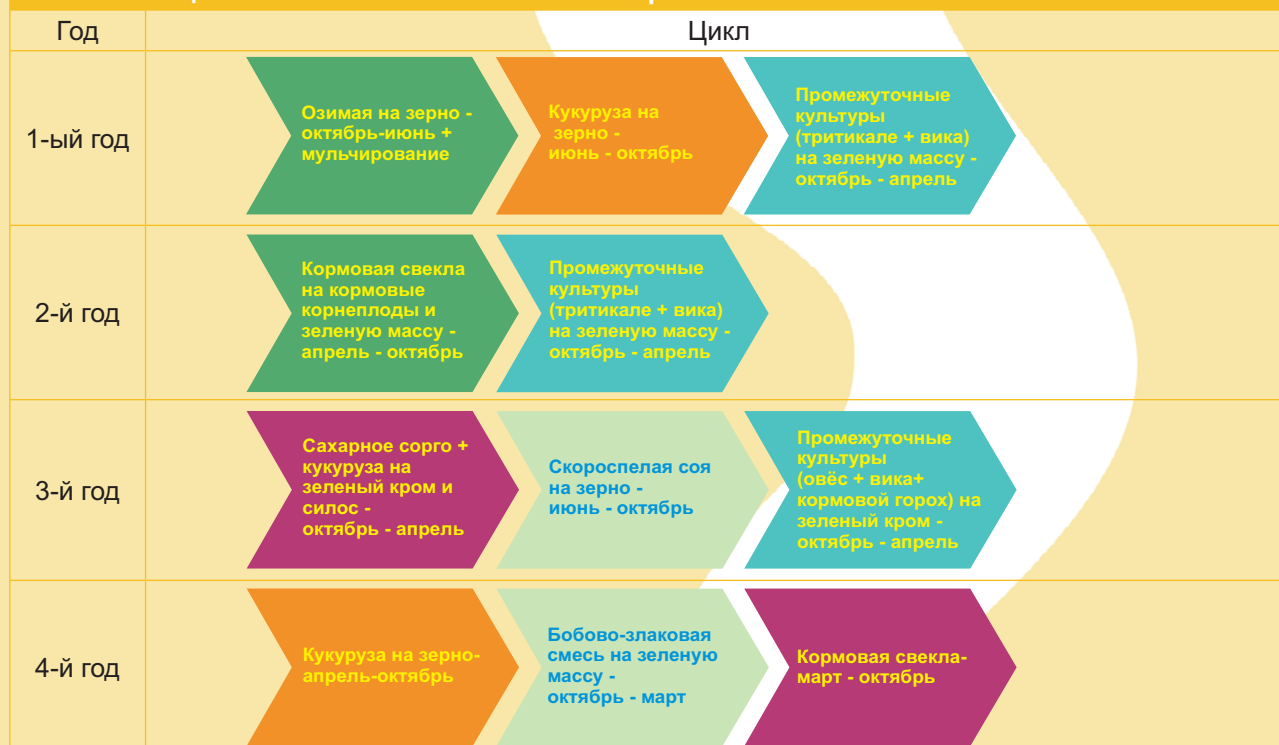 Год
Цикл
1-ый год
Озимая на зерно -
октябрь-июнь +
мульчирование
Кукуруза на
зерно -
июнь - октябрь
Промежуточные
культуры
(тритикале + вика)
на зеленую массу -
октябрь - апрель
2-й год
Кормовая свекла
на кормовые
корнеплоды и
зеленую массу -
апрель - октябрь
Промежуточные
культуры
(тритикале + вика)
на зеленую массу -
октябрь - апрель
3-й год
Сахарное сорго +
кукуруза на
зеленый кром и
силос -
октябрь - апрель
Скороспелая соя
на зерно -
июнь - октябрь
Промежуточные
культуры
(овёс + вика+
кормовой горох) на
зеленый кром -
октябрь - апрель
4-й год
Кукуруза на зерно-
апрель-октябрь
Бобово-злаковая
смесь на зеленую
массу -
октябрь - март
Кормовая свекла-
март - октябрь